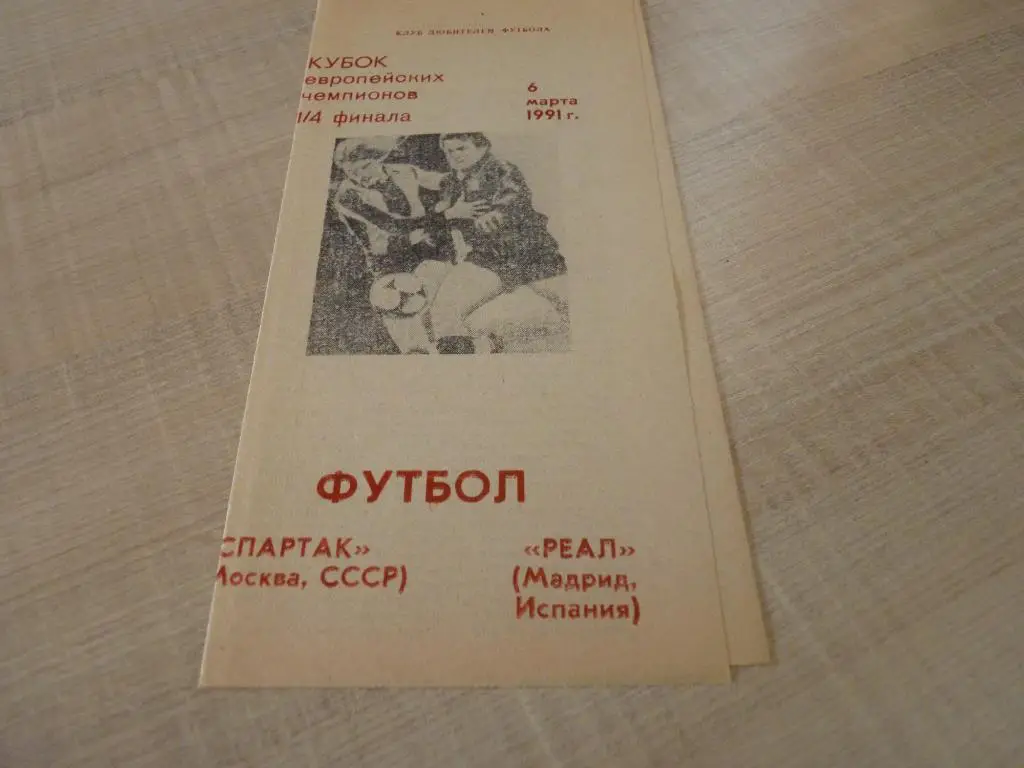 КЛУБ ЛЮБИТЕЛЕЙ ФУТБОЛА
КУБОК
европейских
чемпионов
1/4 финала
6
марта
1991 г.
ФУТБОЛ
СПАРТАК»
Москва, СССР)
«РЕАЛ»
(Мадрид,
Испания)